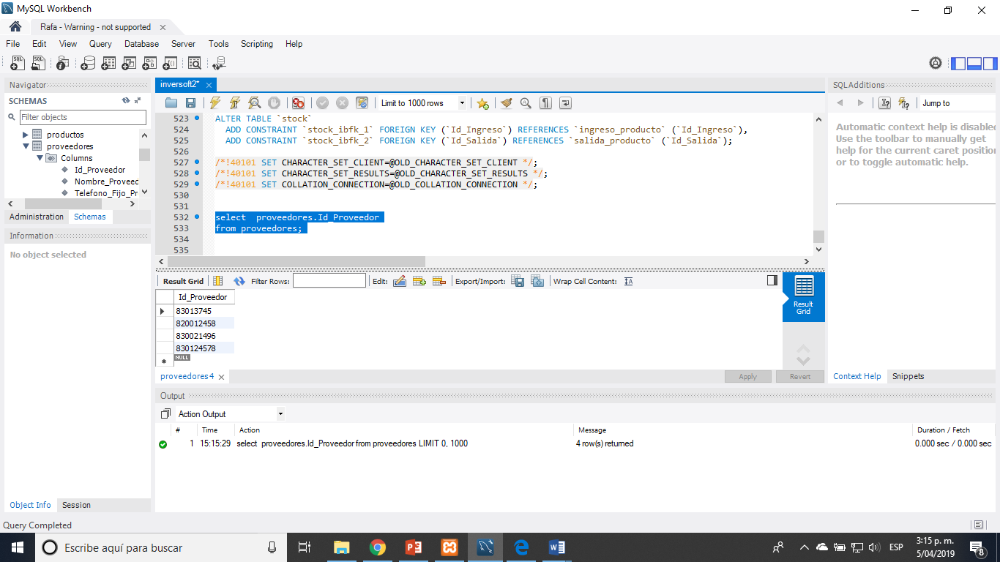 MySQL Workbench
Rafa - Warning - not supported
File Edit View Query Database Server Tools Scripting Help
Navigator
SCHEMAS
Filter objects
productos
proveedores
Columns
Id_Proveedor
Nombre_Proveed
Telefono_Fijo_Pr
Administration Schemas
Information
No object selected
Object Info Session
inversoft2*
Limit to 1000 rows
523 ALTER TABLE `stock`
524 ADD CONSTRAINT `stock_ibfk_1` FOREIGN KEY (`Id_Ingreso`) REFERENCES `ingreso_producto` (`Id_Ingreso`),
525 ADD CONSTRAINT `stock_ibfk_2` FOREIGN KEY (`Id_Salida`) REFERENCES `salida_producto` (`Id_Salida`);
526
527 /*!40101 SET CHARACTER_SET_CLIENT=@OLD_CHARACTER_SET_CLIENT */;
528 /*!40101 SET CHARACTER_SET_RESULTS=@OLD_CHARACTER_SET_RESULTS */;
529 /*!40101 SET COLLATION_CONNECTION=@OLD_COLLATION_CONNECTION */;
530
531
532 select  proveedores.Id_Proveedor
533 from proveedores;
534
535
Result Grid Filter Rows: Edit: Export/Import: Wrap Cell Content:
Id_Proveedor
83013745
820012458
830021496
830124578
NULL
Result
Grid
proveedores 4
Apply Revert
SQLAdditions
Jump to
Automatic context help is disabled
Use the toolbar to manually get
help for the current caret position
or to toggle automatic help.
Context Help Snippets
Output
Action Output
# Time Action Message Duration / Fetch
1 15:15:29 select  proveedores.Id_Proveedor from proveedores LIMIT 0, 1000 4 row(s) returned 0.000 sec / 0.000 sec
Query Completed
Escribe aquí para buscar
ESP
3:15 p. m.
5/04/2019
8